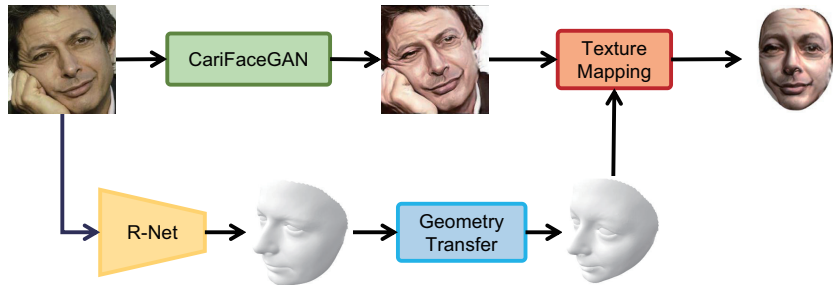 CariFaceGAN
Texture
Mapping
R-Net
Geometry
Transfer